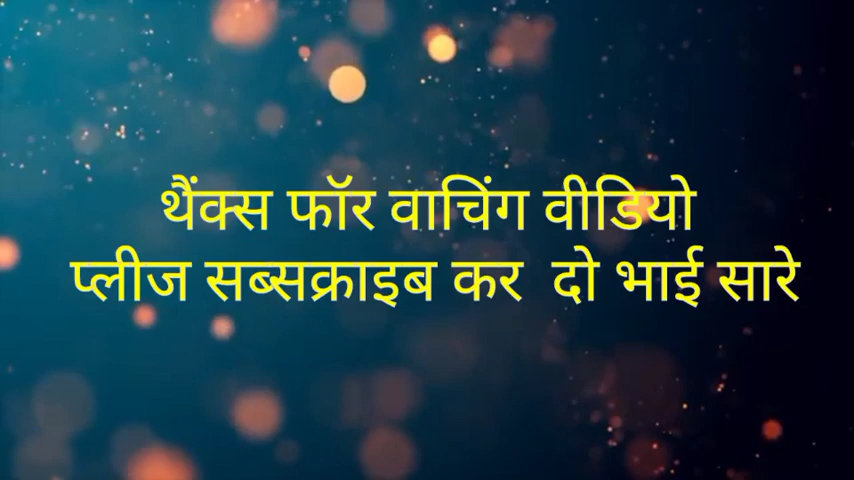 थैंक्स फॉर वाचिंग वीडियो
प्लीज सब्सक्राइब कर दो भाई सारे